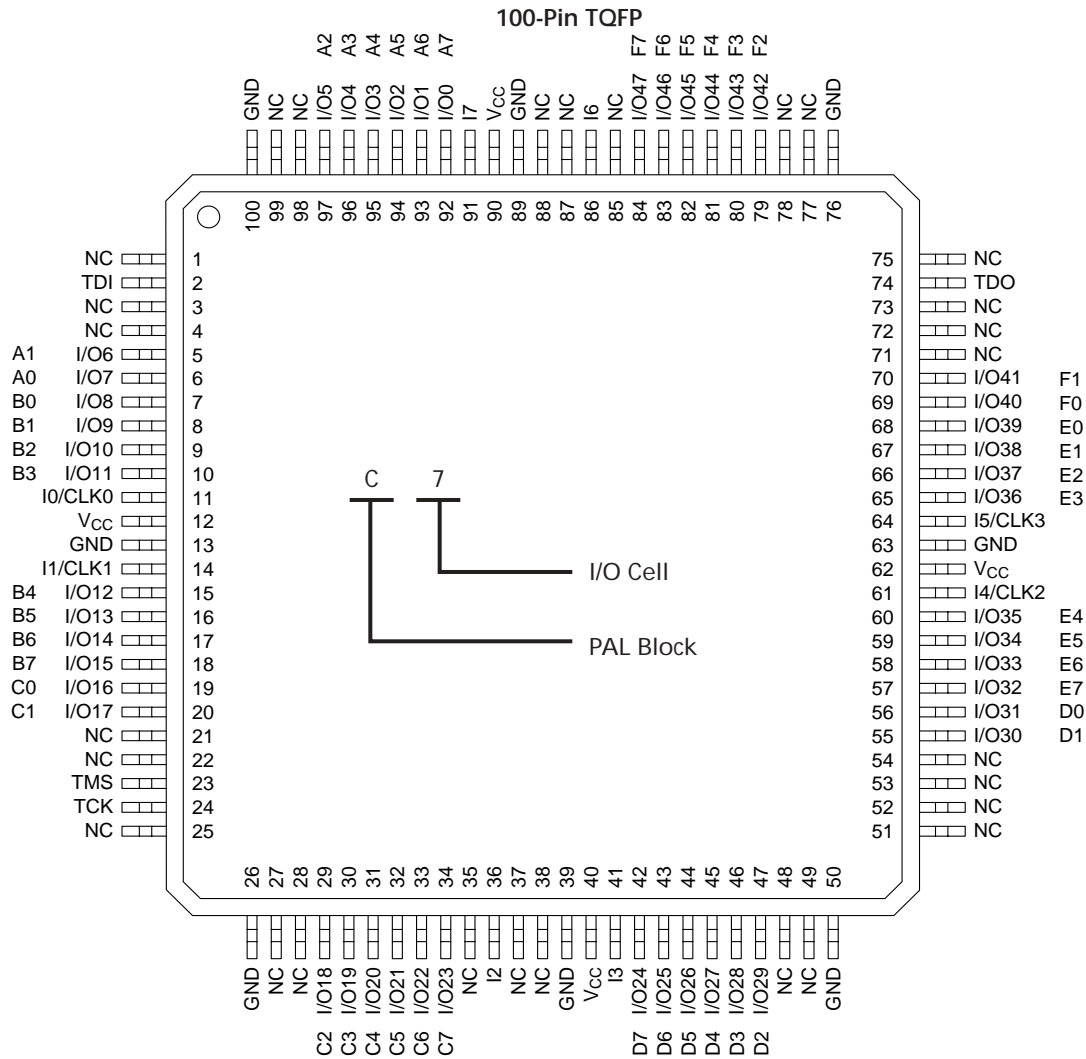 100-Pin TQFP
A2 A3 A4 A5 A6 A7 F7 F6 F5 F4 F3 F2
GND NC NC I/O5 I/O4 I/O3 I/O2 I/O1 I/O0 I7 VCC GND NC NC I6 NC I/O47 I/O46 I/O45 I/O44 I/O43 I/O42 NC NC GND
100 99 98 97 96 95 94 93 92 91 90 89 88 87 86 85 84 83 82 81 80 79 78 77 76
NC 1 75 NC
TDI 2 74 TDO
NC 3 73 NC
NC 4 72 NC
A1 I/O6 5 71 NC
A0 I/O7 6 70 I/O41 F1
B0 I/O8 7 69 I/O40 F0
B1 I/O9 8 68 I/O39 E0
B2 I/O10 9 67 I/O38 E1
B3 I/O11 10 66 I/O37 E2
C 7
I0/CLK0 11 65 I/O36 E3
VCC 12 64 I5/CLK3
GND 13 63 GND
I1/CLK1 14 I/O Cell 62 VCC
B4 I/O12 15 61 I4/CLK2
B5 I/O13 16 60 I/O35 E4
B6 I/O14 17 PAL Block 59 I/O34 E5
B7 I/O15 18 58 I/O33 E6
C0 I/O16 19 57 I/O32 E7
C1 I/O17 20 56 I/O31 D0
NC 21 55 I/O30 D1
NC 22 54 NC
TMS 23 53 NC
TCK 24 52 NC
NC 25 51 NC
26 27 28 29 30 31 32 33 34 35 36 37 38 39 40 41 42 43 44 45 46 47 48 49 50
GND NC NC I/O18 I/O19 I/O20 I/O21 I/O22 I/O23 NC I2 NC NC GND VCC I3 I/O24 I/O25 I/O26 I/O27 I/O28 I/O29 NC NC GND
C2 C3 C4 C5 C6 C7 D7 D6 D5 D4 D3 D2